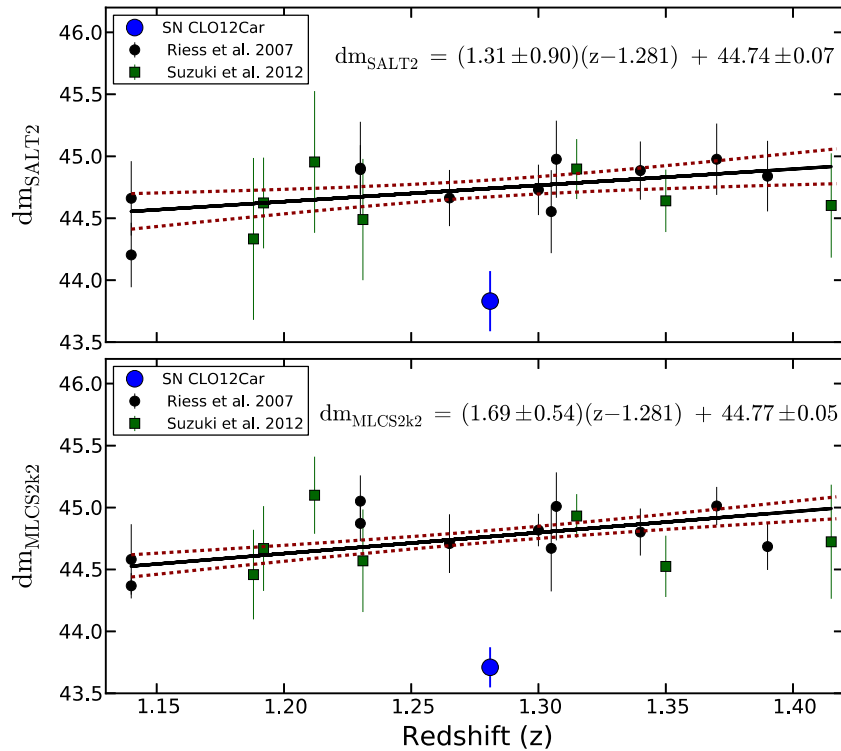 46.0
45.5
45.0
44.5
44.0
43.5
dm_SALT2
SN CLO12Car
Riess et al. 2007
Suzuki et al. 2012
dm_SALT2 = (1.31 ± 0.90)(z−1.281) + 44.74 ± 0.07
46.0
45.5
45.0
44.5
44.0
43.5
dm_MLCS2k2
SN CLO12Car
Riess et al. 2007
Suzuki et al. 2012
dm_MLCS2k2 = (1.69 ± 0.54)(z−1.281) + 44.77 ± 0.05
1.15 1.20 1.25 1.30 1.35 1.40
Redshift (z)